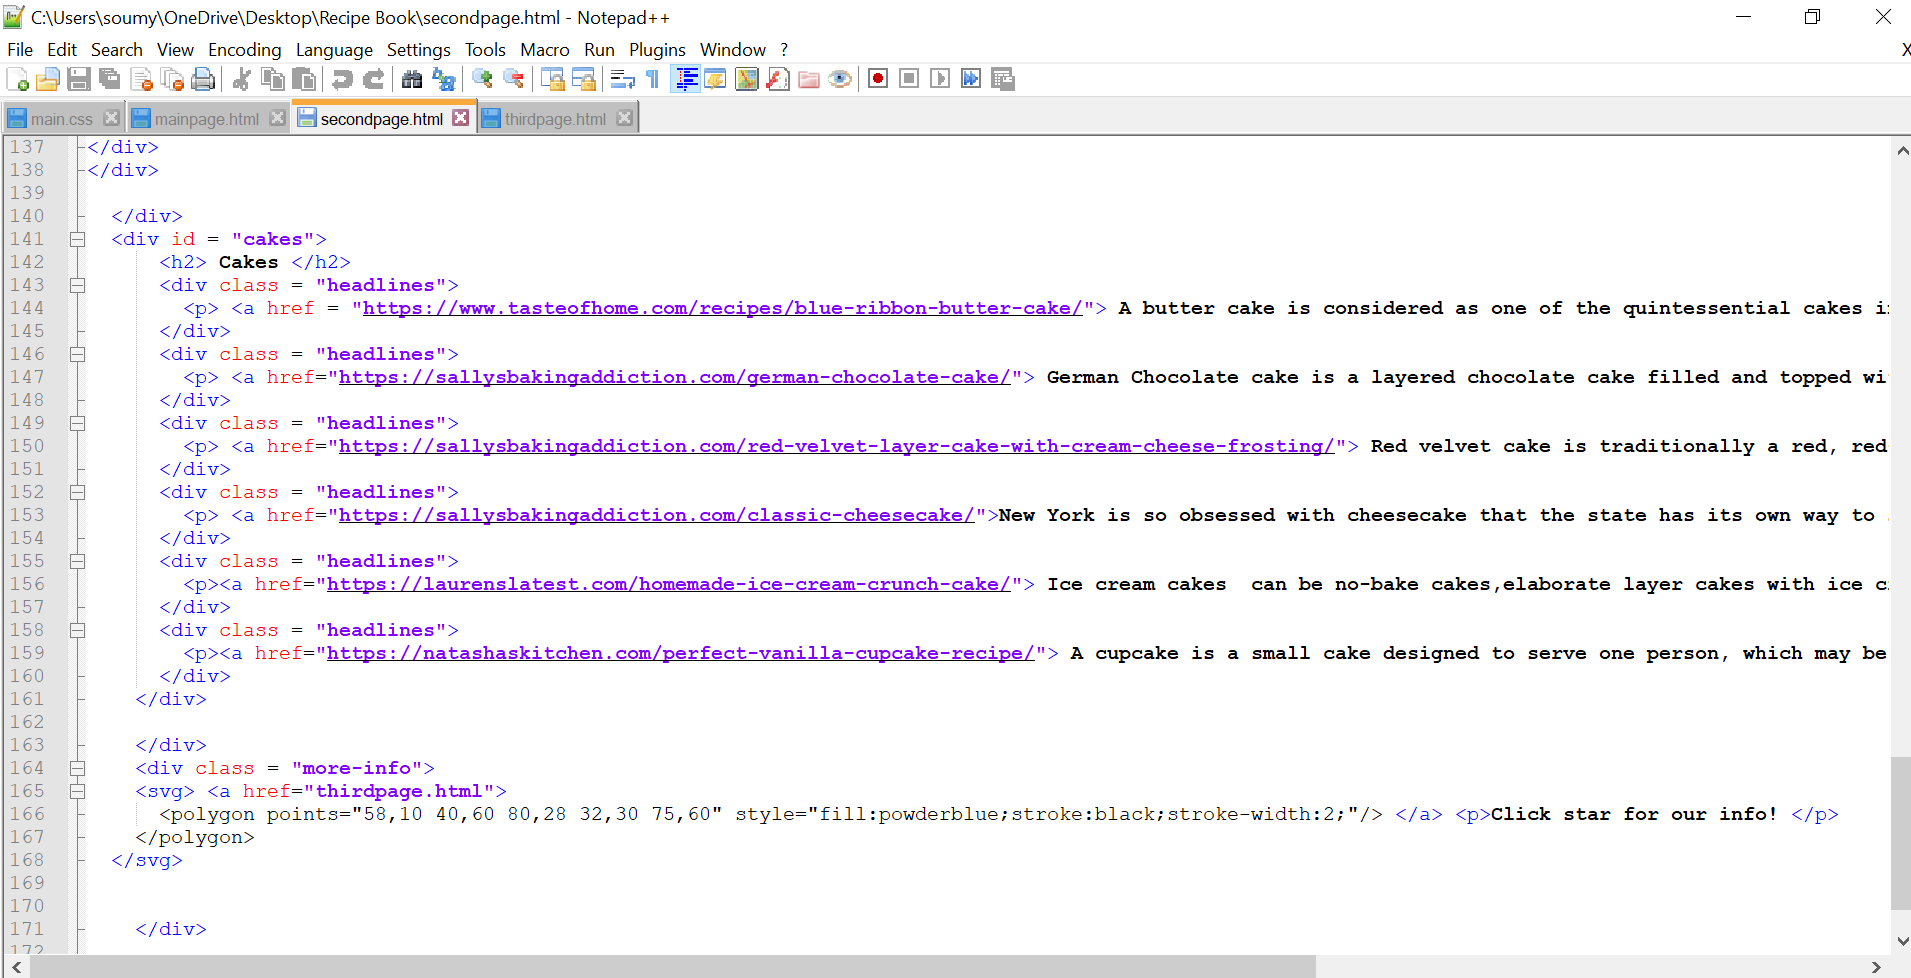 C:\Users\soumy\OneDrive\Desktop\Recipe Book\secondpage.html - Notepad++
File Edit Search View Encoding Language Settings Tools Macro Run Plugins Window ? X
main.css mainpage.html secondpage.html thirdpage.html
137 </div>
138 </div>
139
140 </div>
141 <div id = "cakes">
142 <h2> Cakes </h2>
143 <div class = "headlines">
144 <p> <a href = "https://www.tasteofhome.com/recipes/blue-ribbon-butter-cake/"> A butter cake is considered as one of the quintessential cakes
145 </div>
146 <div class = "headlines">
147 <p> <a href="https://sallysbakingaddiction.com/german-chocolate-cake/"> German Chocolate cake is a layered chocolate cake filled and topped wi
148 </div>
149 <div class = "headlines">
150 <p> <a href="https://sallysbakingaddiction.com/red-velvet-layer-cake-with-cream-cheese-frosting/"> Red velvet cake is traditionally a red, red
151 </div>
152 <div class = "headlines">
153 <p> <a href="https://sallysbakingaddiction.com/classic-cheesecake/">New York is so obsessed with cheesecake that the state has its own way to
154 </div>
155 <div class = "headlines">
156 <p><a href="https://laurenslatest.com/homemade-ice-cream-crunch-cake/"> Ice cream cakes  can be no-bake cakes,elaborate layer cakes with ice c
157 </div>
158 <div class = "headlines">
159 <p><a href="https://natashaskitchen.com/perfect-vanilla-cupcake-recipe/"> A cupcake is a small cake designed to serve one person, which may be
160 </div>
161 </div>
162
163 </div>
164 <div class = "more-info">
165 <svg> <a href="thirdpage.html">
166 <polygon points="58,10 40,60 80,28 32,30 75,60" style="fill:powderblue;stroke:black;stroke-width:2;"/> </a> <p>Click star for our info! </p>
167 </polygon>
168 </svg>
169
170
171 </div>
172